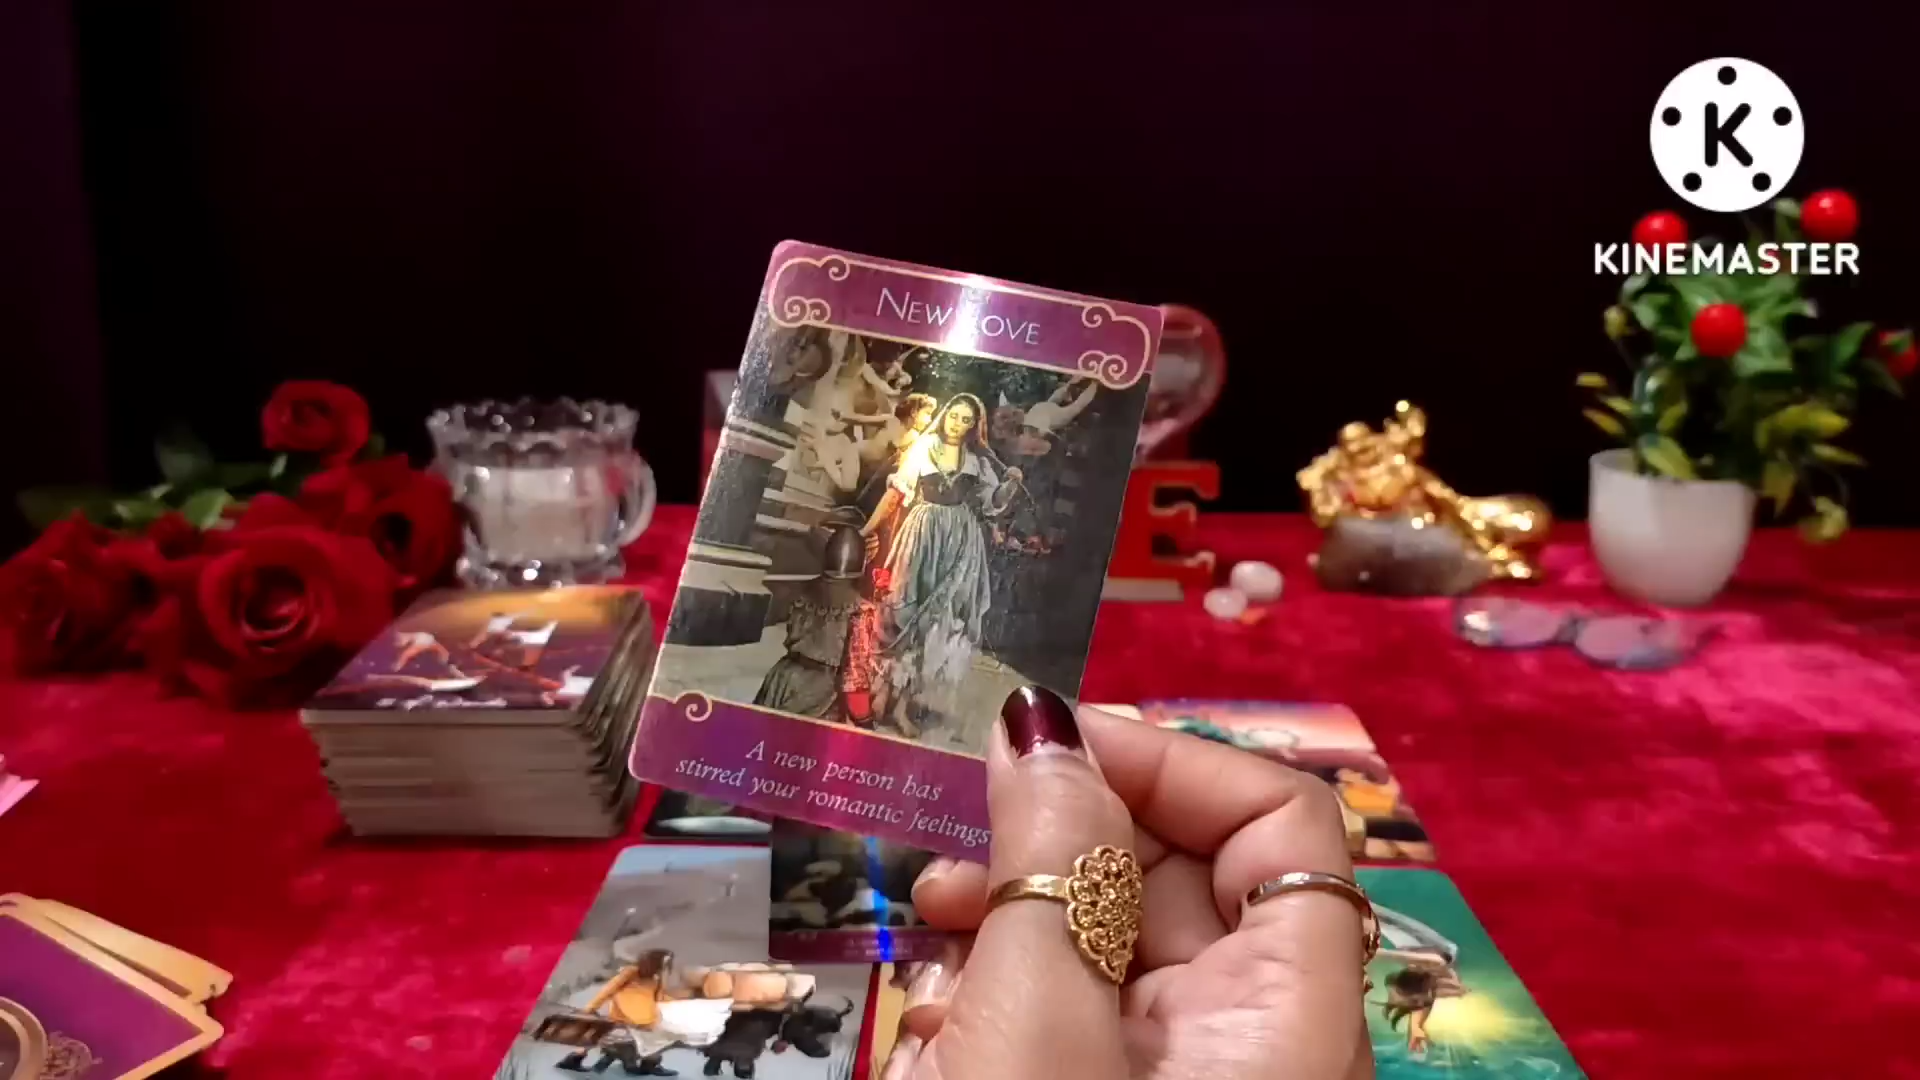 K
KINEMASTER
NEW LOVE
E
A new person has
stirred your romantic feelings